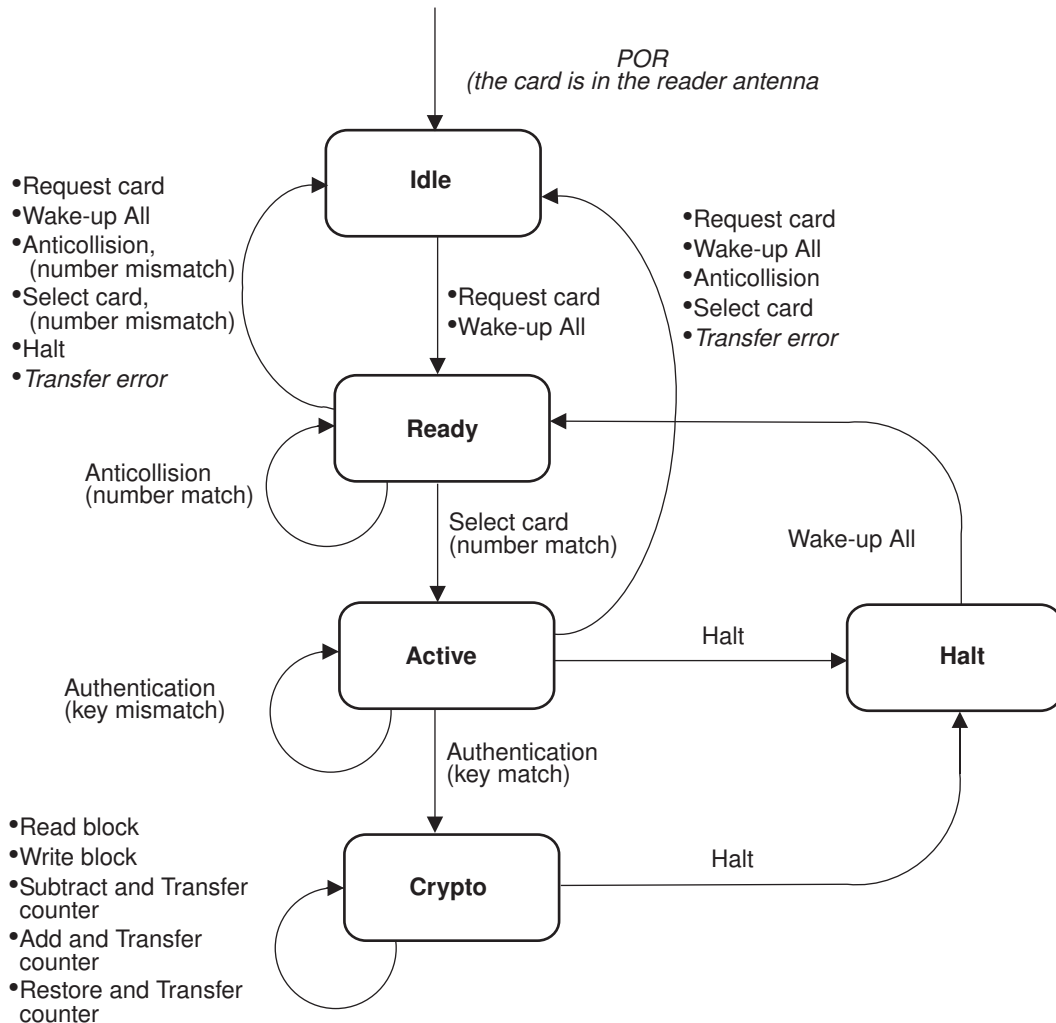 POR
(the card is in the reader antenna
Idle
•Request card
•Wake-up All
•Anticollision,
(number mismatch)
•Select card,
(number mismatch)
•Halt
•Transfer error
•Request card
•Wake-up All
•Request card
•Wake-up All
•Anticollision
•Select card
•Transfer error
Ready
Anticollision
(number match)
Select card
(number match)
Wake-up All
Active
Halt
Halt
Authentication
(key mismatch)
Authentication
(key match)
•Read block
•Write block
•Subtract and Transfer
counter
•Add and Transfer
counter
•Restore and Transfer
counter
Crypto
Halt